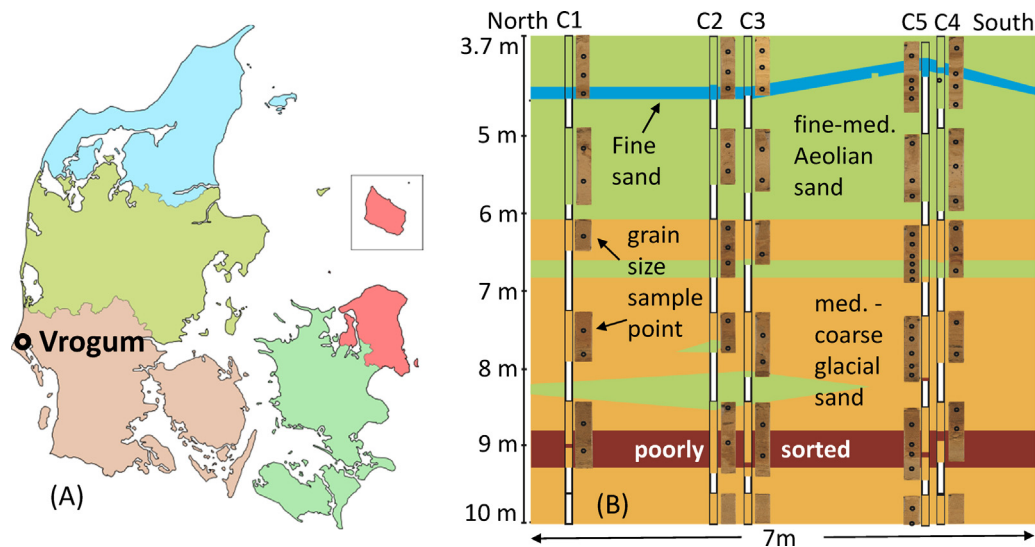 Vrogum
(A)
North C1 C2 C3 C5 C4 South
3.7 m
5 m
6 m
7 m
8 m
9 m
10 m
Fine
sand
fine-med.
Aeolian
sand
grain
size
sample
point
med. -
coarse
glacial
sand
poorly sorted
(B)
7m